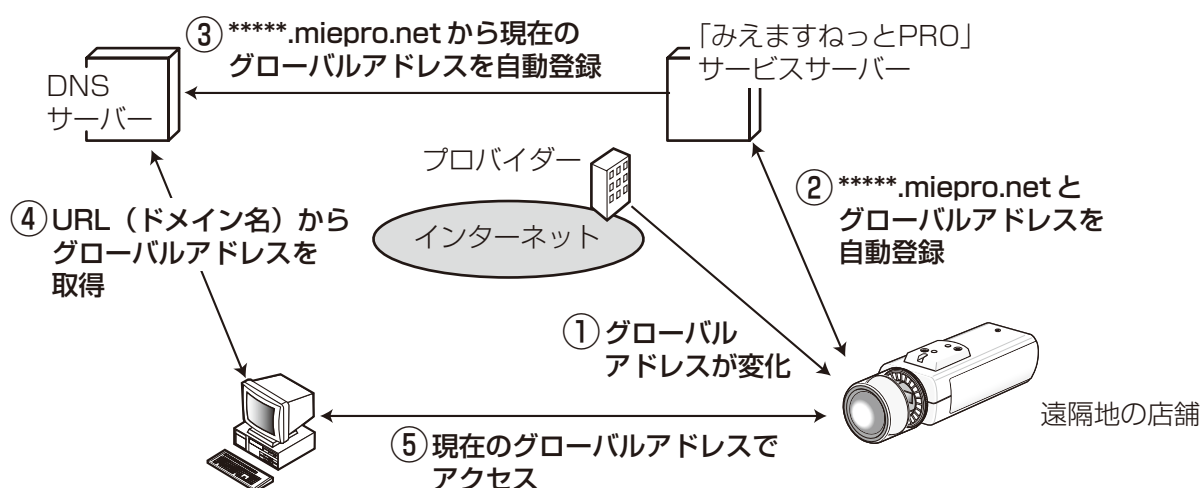 ③*****.miepro.net から現在の
グローバルアドレスを自動登録
「みえますねっとPRO」
サービスサーバー
DNS
サーバー
プロバイダー
②*****.miepro.net と
グローバルアドレスを
自動登録
④URL（ドメイン名）から
グローバルアドレスを
取得
インターネット
①グローバル
アドレスが変化
遠隔地の店舗
⑤現在のグローバルアドレスで
アクセス